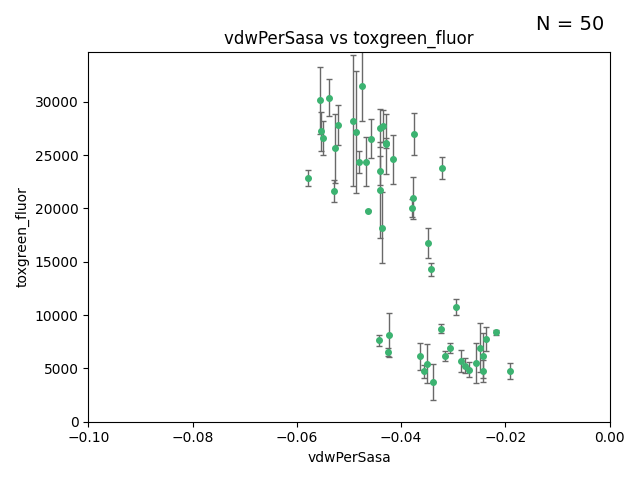 N = 50
vdwPerSasa vs toxgreen_fluor
toxgreen_fluor
30000
25000
20000
15000
10000
5000
0
−0.10 −0.08 −0.06 −0.04 −0.02 0.00
vdwPerSasa